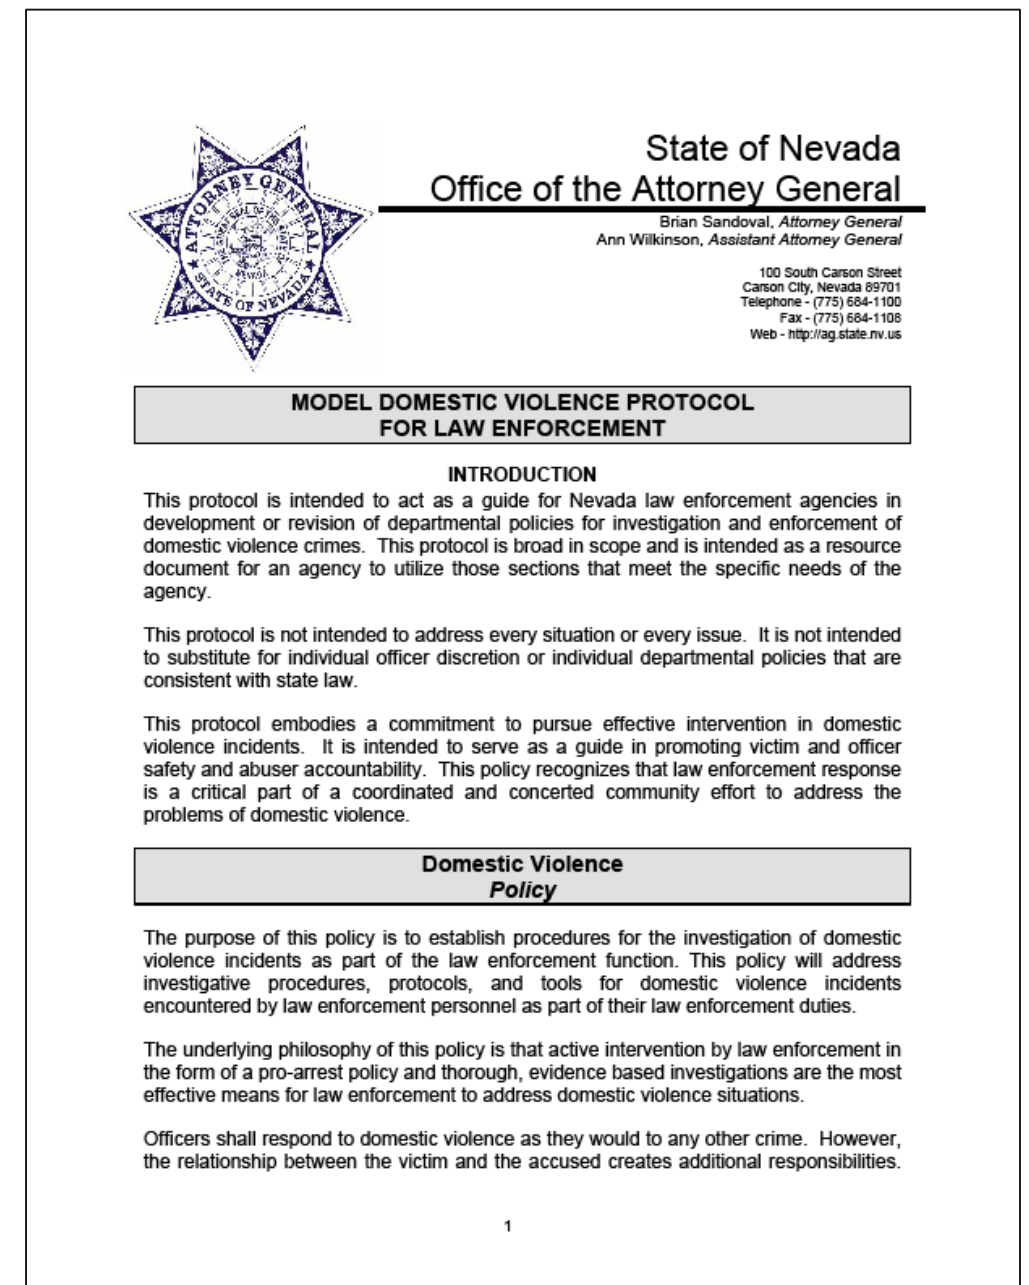 State of Nevada
Office of the Attorney General
Brian Sandoval, Attorney General
Ann Wilkinson, Assistant Attorney General
100 South Carson Street
Carson City, Nevada 89701
Telephone - (775) 684-1100
Fax - (775) 684-1108
Web - http://ag.state.nv.us
ATTORNEY GENERAL
STATE OF NEVADA
MODEL DOMESTIC VIOLENCE PROTOCOL
FOR LAW ENFORCEMENT
INTRODUCTION
This protocol is intended to act as a guide for Nevada law enforcement agencies in
development or revision of departmental policies for investigation and enforcement of
domestic violence crimes. This protocol is broad in scope and is intended as a resource
document for an agency to utilize those sections that meet the specific needs of the
agency.
This protocol is not intended to address every situation or every issue. It is not intended
to substitute for individual officer discretion or individual departmental policies that are
consistent with state law.
This protocol embodies a commitment to pursue effective intervention in domestic
violence incidents. It is intended to serve as a guide in promoting victim and officer
safety and abuser accountability. This policy recognizes that law enforcement response
is a critical part of a coordinated and concerted community effort to address the
problems of domestic violence.
Domestic Violence
Policy
The purpose of this policy is to establish procedures for the investigation of domestic
violence incidents as part of the law enforcement function. This policy will address
investigative procedures, protocols, and tools for domestic violence incidents
encountered by law enforcement personnel as part of their law enforcement duties.
The underlying philosophy of this policy is that active intervention by law enforcement in
the form of a pro-arrest policy and thorough, evidence based investigations are the most
effective means for law enforcement to address domestic violence situations.
Officers shall respond to domestic violence as they would to any other crime. However,
the relationship between the victim and the accused creates additional responsibilities.
1